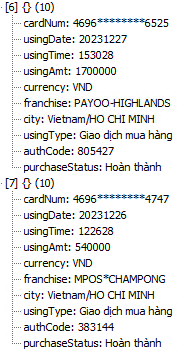 [6] {} (10)
cardNum: 4696********6525
usingDate: 20231227
usingTime: 153028
usingAmt: 1700000
currency: VND
franchise: PAYOO-HIGHLANDS
city: Vietnam/HO CHI MINH
usingType: Giao dịch mua hàng
authCode: 805427
purchaseStatus: Hoàn thành
[7] {} (10)
cardNum: 4696********4747
usingDate: 20231226
usingTime: 122628
usingAmt: 540000
currency: VND
franchise: MPOS*CHAMPONG
city: Vietnam/HO CHI MINH
usingType: Giao dịch mua hàng
authCode: 383144
purchaseStatus: Hoàn thành